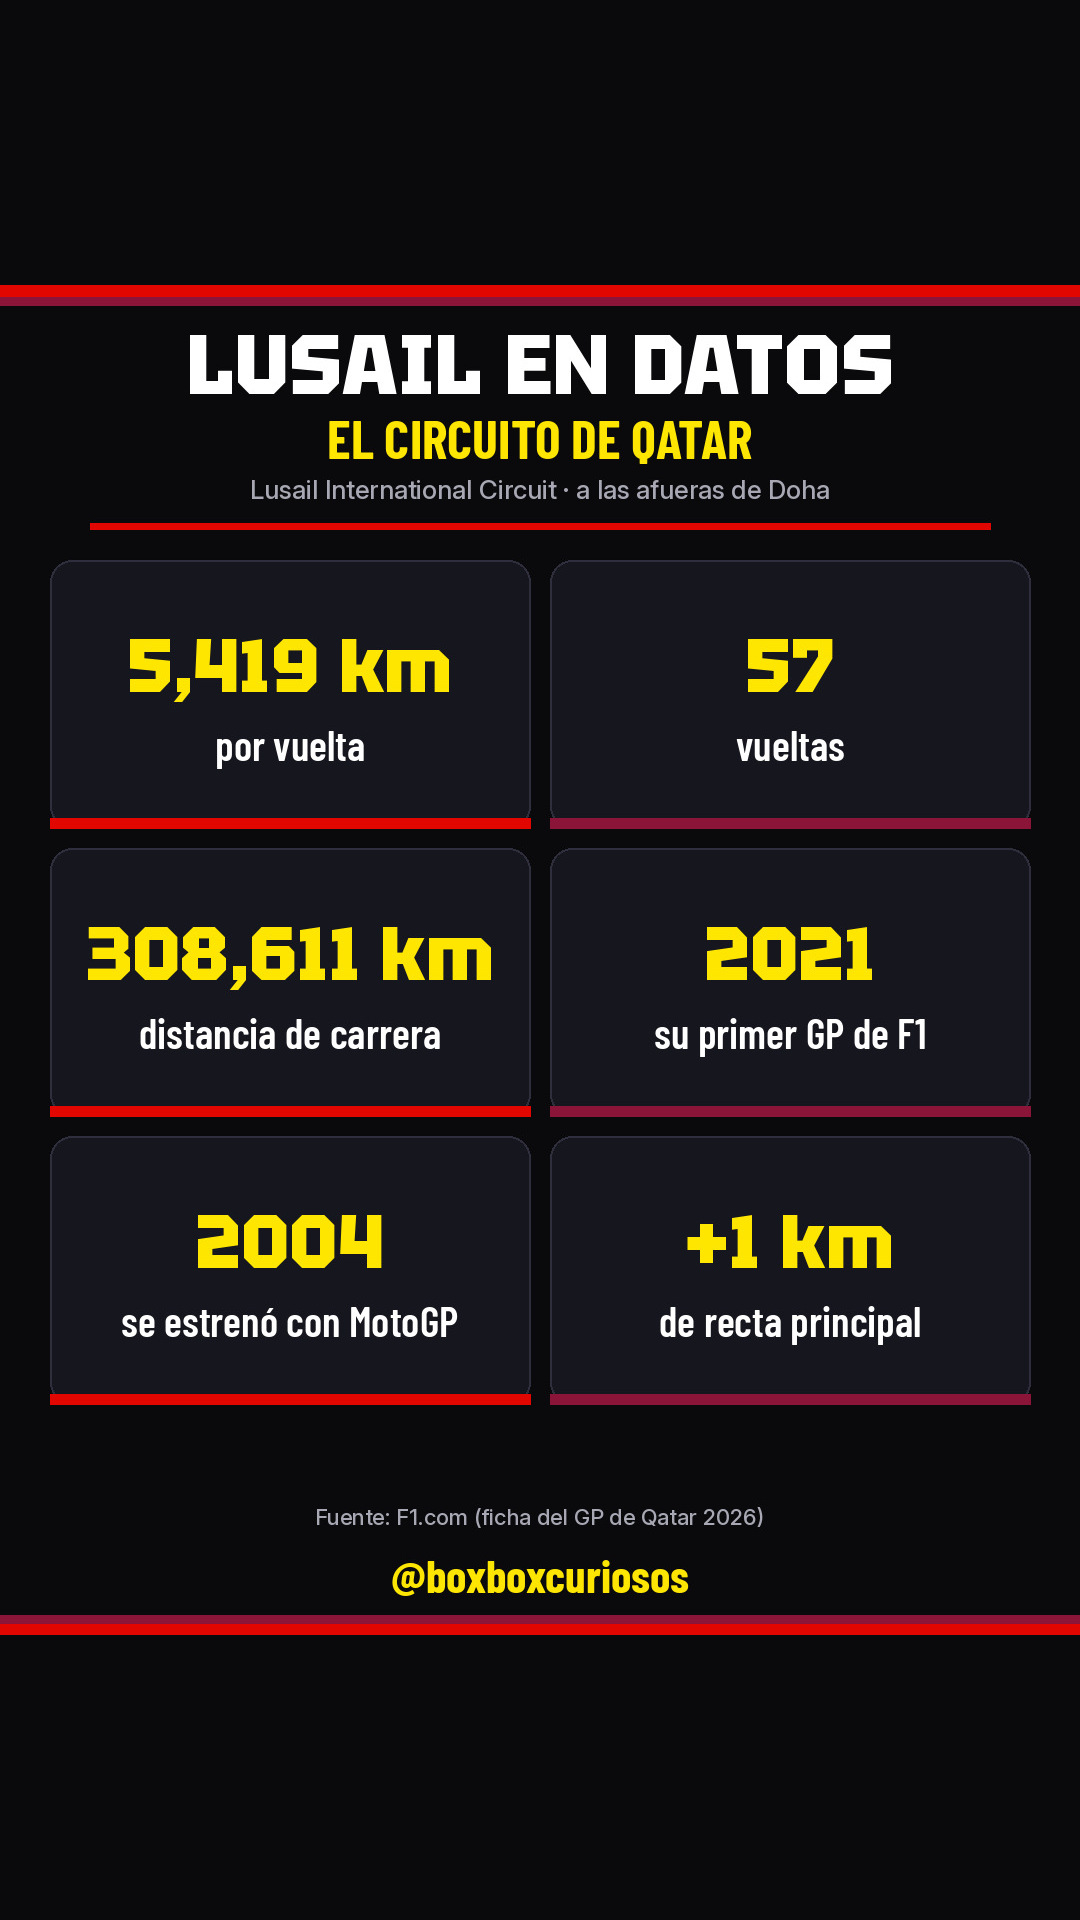 LUSAIL EN DATOS
EL CIRCUITO DE QATAR
Lusail International Circuit · a las afueras de Doha
5,419 km
por vuelta
57
vueltas
308,611 km
distancia de carrera
2021
su primer GP de F1
2004
se estrenó con MotoGP
+1 km
de recta principal
Fuente: F1.com (ficha del GP de Qatar 2026)
@boxboxcuriosos